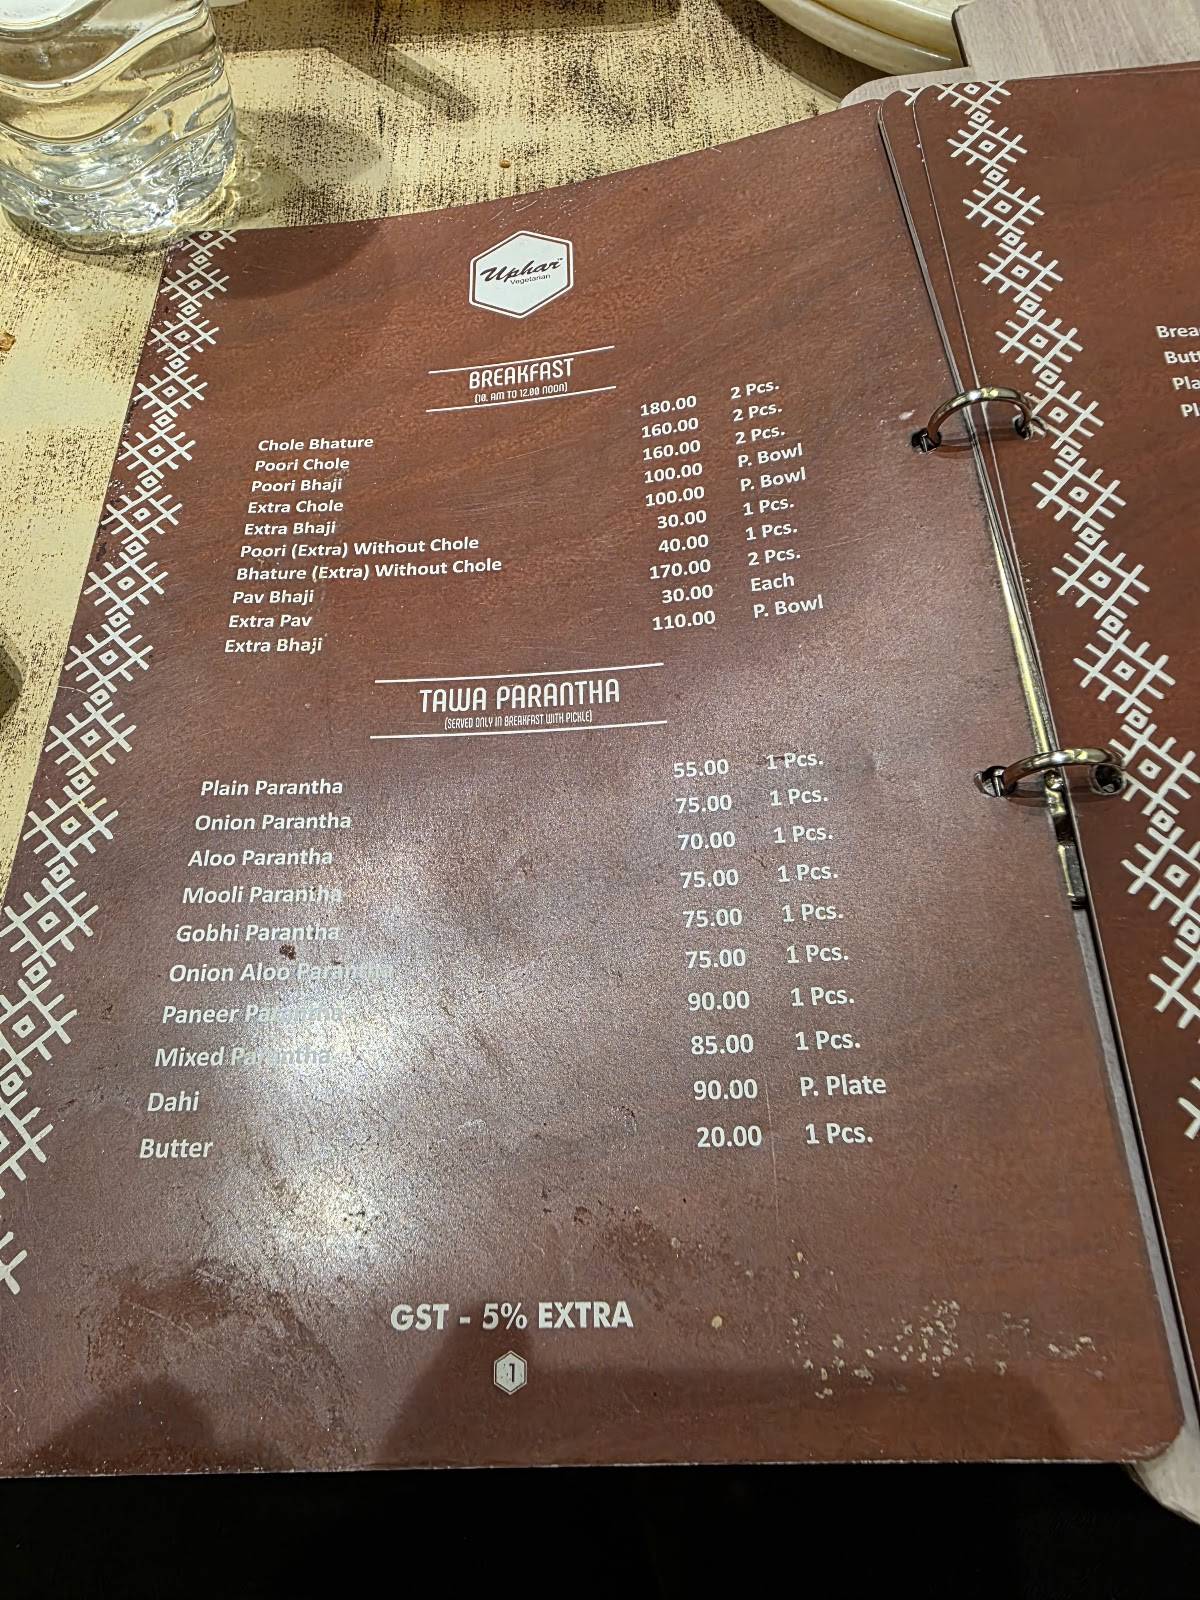 Uphar™
Vegetarian
BREAKFAST
(10. AM TO 12.00 NOON)
Chole Bhature 180.00 2 Pcs.
Poori Chole 160.00 2 Pcs.
Poori Bhaji 160.00 2 Pcs.
Extra Chole 100.00 P. Bowl
Extra Bhaji 100.00 P. Bowl
Poori (Extra) Without Chole 30.00 1 Pcs.
Bhature (Extra) Without Chole 40.00 1 Pcs.
Pav Bhaji 170.00 2 Pcs.
Extra Pav 30.00 Each
Extra Bhaji 110.00 P. Bowl
TAWA PARANTHA
(SERVED ONLY IN BREAKFAST WITH PICKLE)
Plain Parantha 55.00 1 Pcs.
Onion Parantha 75.00 1 Pcs.
Aloo Parantha 70.00 1 Pcs.
Mooli Parantha 75.00 1 Pcs.
Gobhi Parantha 75.00 1 Pcs.
Onion Aloo Parantha 75.00 1 Pcs.
Paneer Parantha 90.00 1 Pcs.
Mixed Parantha 85.00 1 Pcs.
Dahi 90.00 P. Plate
Butter 20.00 1 Pcs.
GST - 5% EXTRA
1
Brea
Butt
Pla
Pl